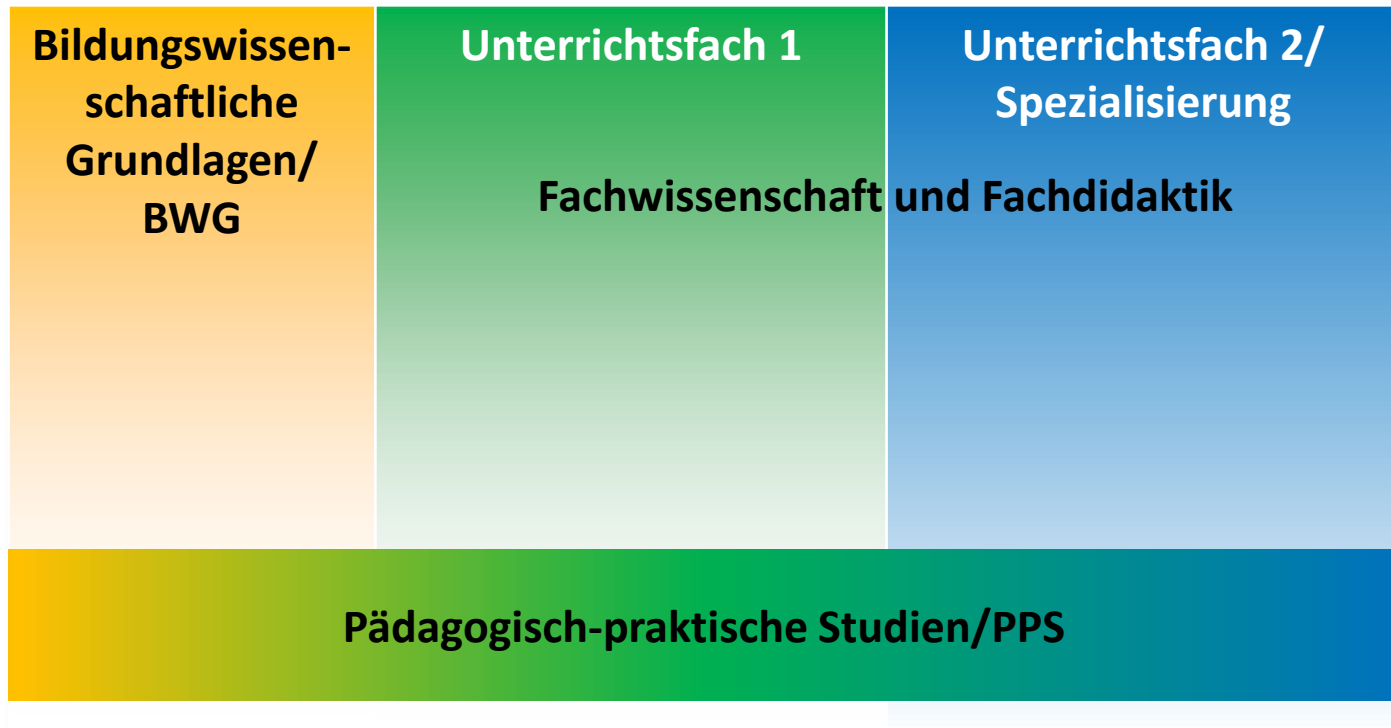 Bildungswissen-
schaftliche
Grundlagen/
BWG
Unterrichtsfach 1
Unterrichtsfach 2/
Spezialisierung
Fachwissenschaft und Fachdidaktik
Pädagogisch-praktische Studien/PPS